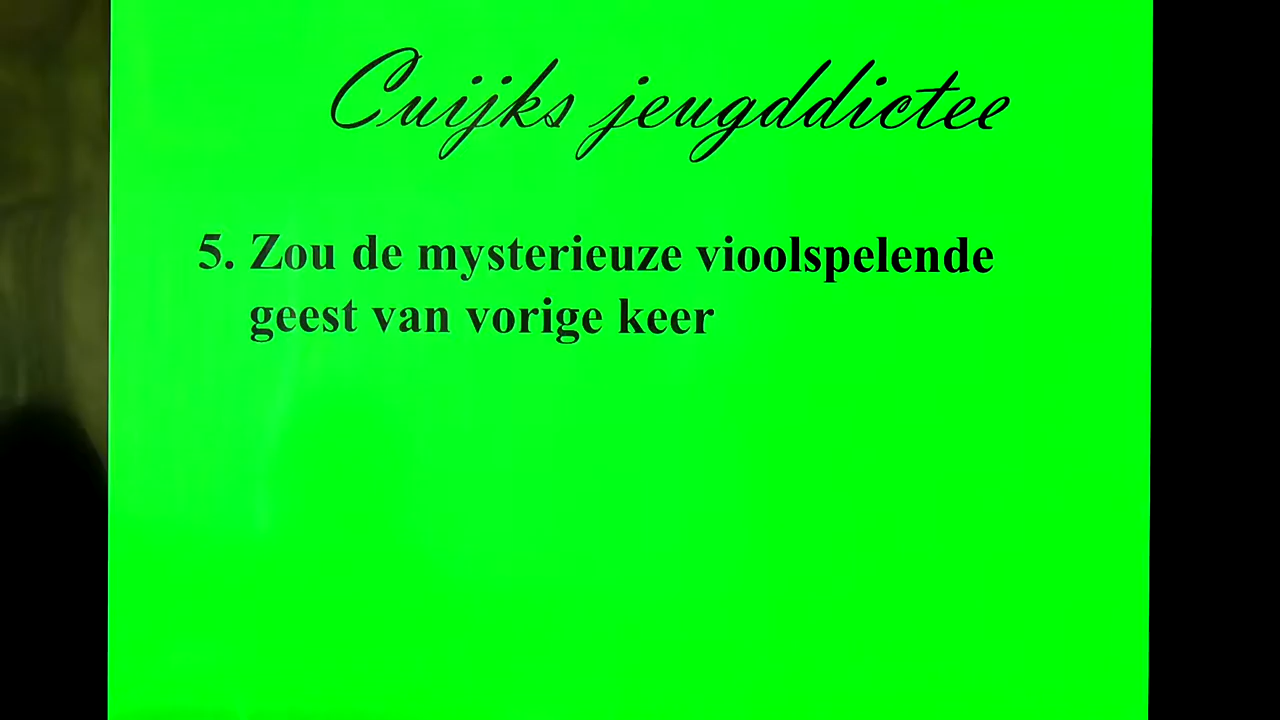 Cuijks jeugddictee
5. Zou de mysterieuze vioolspelende
geest van vorige keer